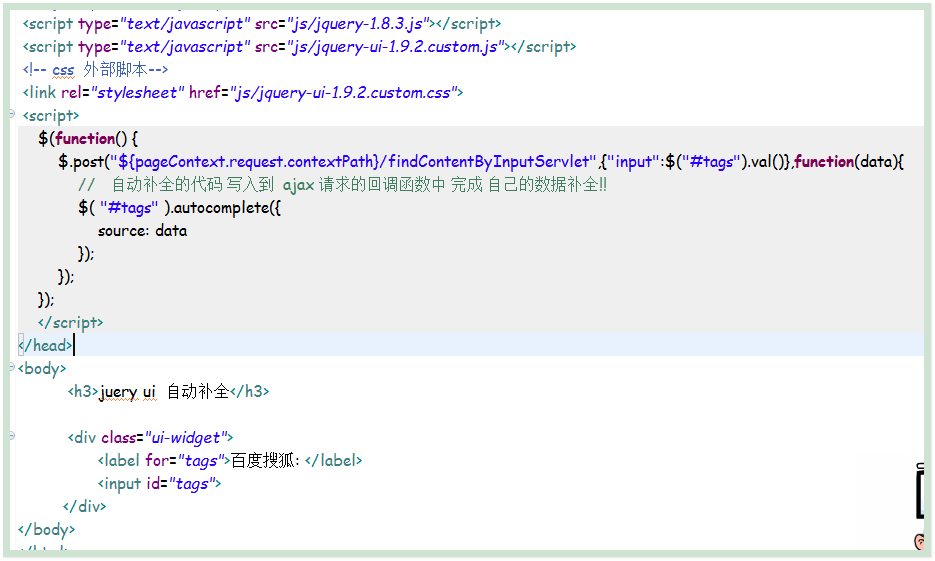 <script type="text/javascript" src="js/jquery-1.8.3.js"></script>
<script type="text/javascript" src="js/jquery-ui-1.9.2.custom.js"></script>
<!-- css 外部脚本-->
<link rel="stylesheet" href="js/jquery-ui-1.9.2.custom.css">
<script>
$(function() {
$.post("${pageContext.request.contextPath}/findContentByInputServlet",{"input":$("#tags").val()},function(data){
// 自动补全的代码 写入到 ajax 请求的回调函数中 完成 自己的数据补全!!
$( "#tags" ).autocomplete({
source: data
});
});
});
</script>
</head>
<body>
<h3>juery ui 自动补全</h3>
<div class="ui-widget">
<label for="tags">百度搜狐: </label>
<input id="tags">
</div>
</body>